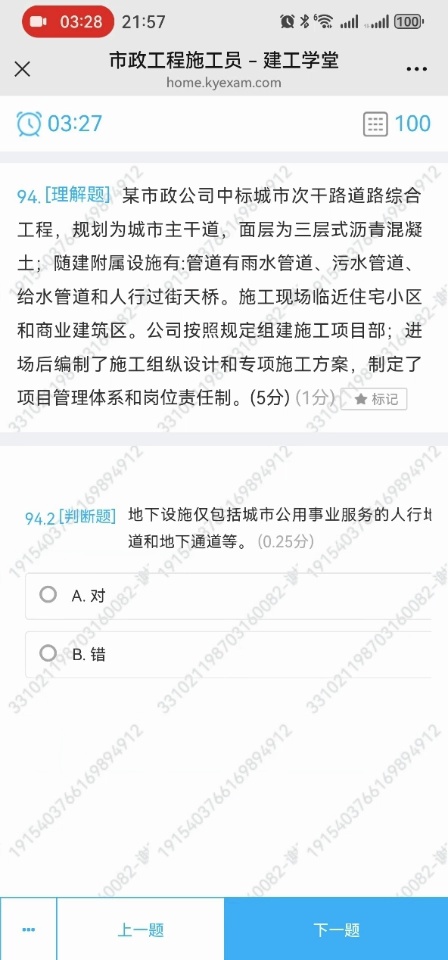 03:28 21:57 6 100
市政工程施工员 - 建工学堂
home.kyexam.com
03:27 100
94. [理解题] 某市政公司中标城市次干路道路综合
工程，规划为城市主干道，面层为三层式沥青混凝
土；随建附属设施有:管道有雨水管道、污水管道、
给水管道和人行过街天桥。施工现场临近住宅小区
和商业建筑区。公司按照规定组建施工项目部；进
场后编制了施工组纵设计和专项施工方案，制定了
项目管理体系和岗位责任制。(5分) (1分) ★ 标记
94.2 [判断题] 地下设施仅包括城市公用事业服务的人行地
道和地下通道等。 (0.25分)
A. 对
B. 错
331021198703160082-
1915403766169894912
... 上一题 下一题